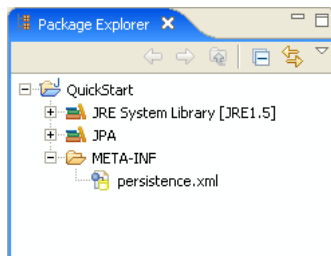 Package Explorer
QuickStart
JRE System Library [JRE1.5]
JPA
META-INF
persistence.xml